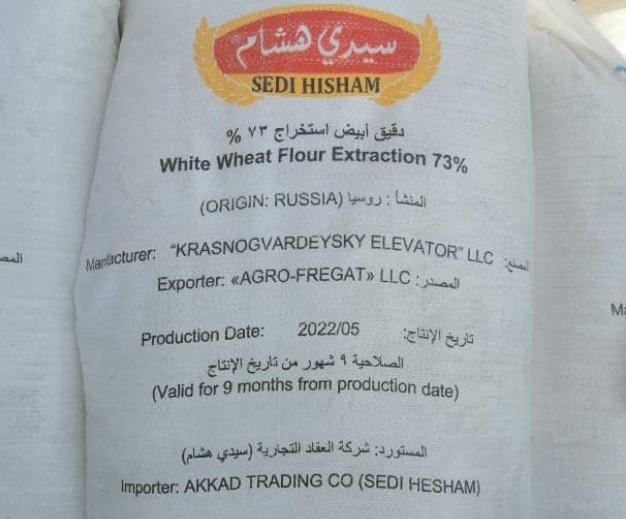 سيدي هشام
SEDI HISHAM
دقيق أبيض استخراج ٧٣ %
White Wheat Flour Extraction 73%
(ORIGIN: RUSSIA) المنشأ : روسيا
Manfacturer: "KRASNOGVARDEYSKY ELEVATOR" LLC المصنع:
Exporter: «AGRO-FREGAT» LLC المصدر:
Production Date: 2022/05 تاريخ الإنتاج:
الصلاحية ٩ شهور من تاريخ الإنتاج
(Valid for 9 months from production date)
المستورد: شركة العقاد التجارية (سيدي هشام)
Importer: AKKAD TRADING CO (SEDI HESHAM)
Ma